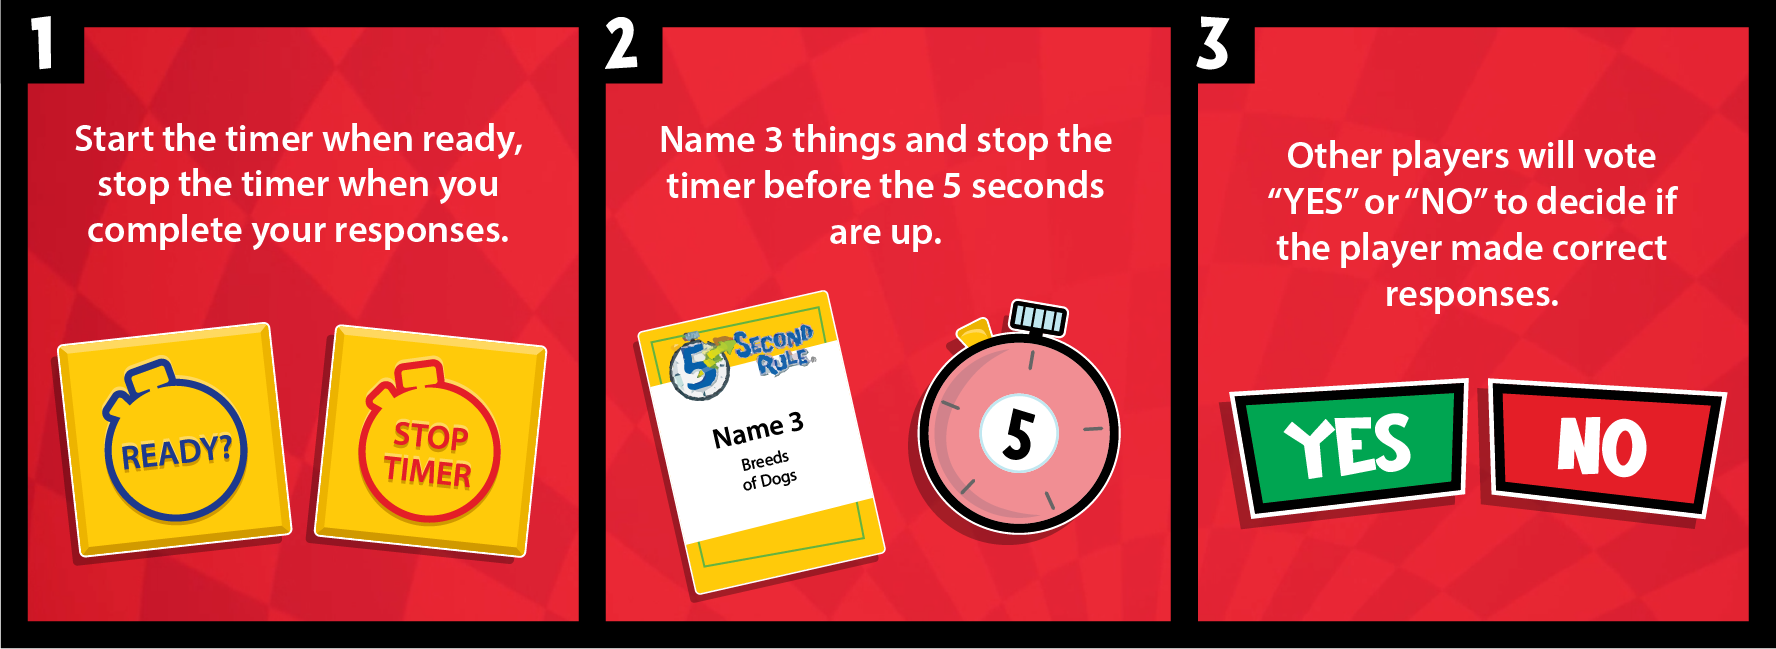 1
Start the timer when ready,
stop the timer when you
complete your responses.
READY?
STOP
TIMER
2
Name 3 things and stop the
timer before the 5 seconds
are up.
5 SECOND
RULE®
Name 3
Breeds
of Dogs
5
3
Other players will vote
“YES” or “NO” to decide if
the player made correct
responses.
YES
NO